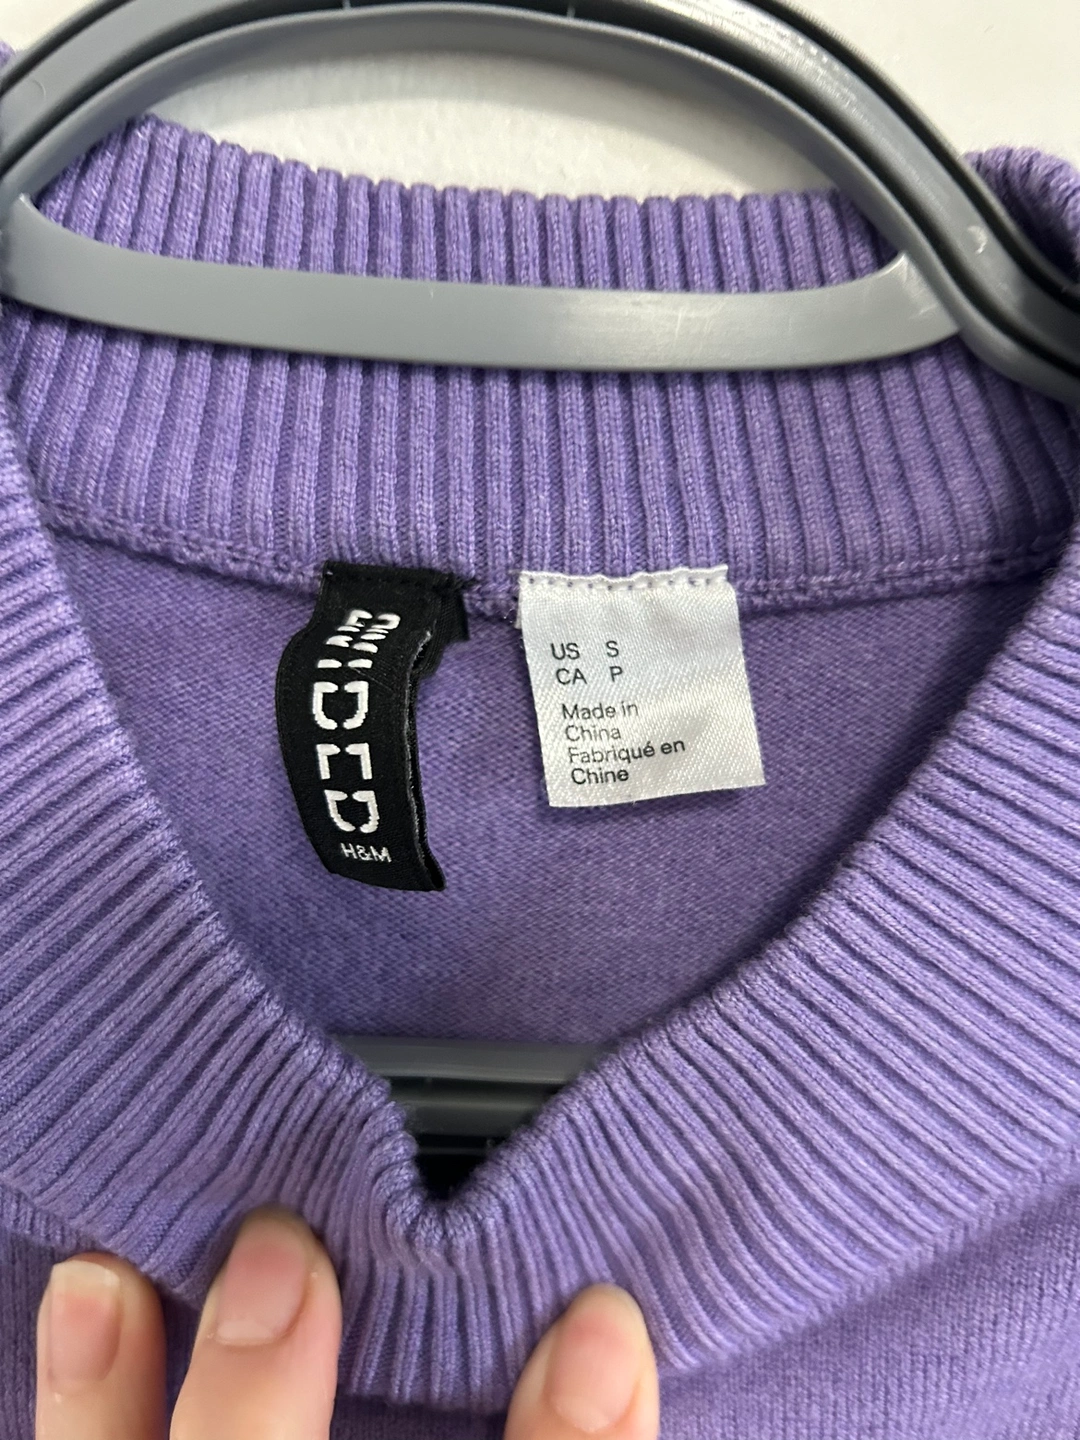 DIVIDED
H&M
US S
CA P
Made in
China
Fabriqué en
Chine